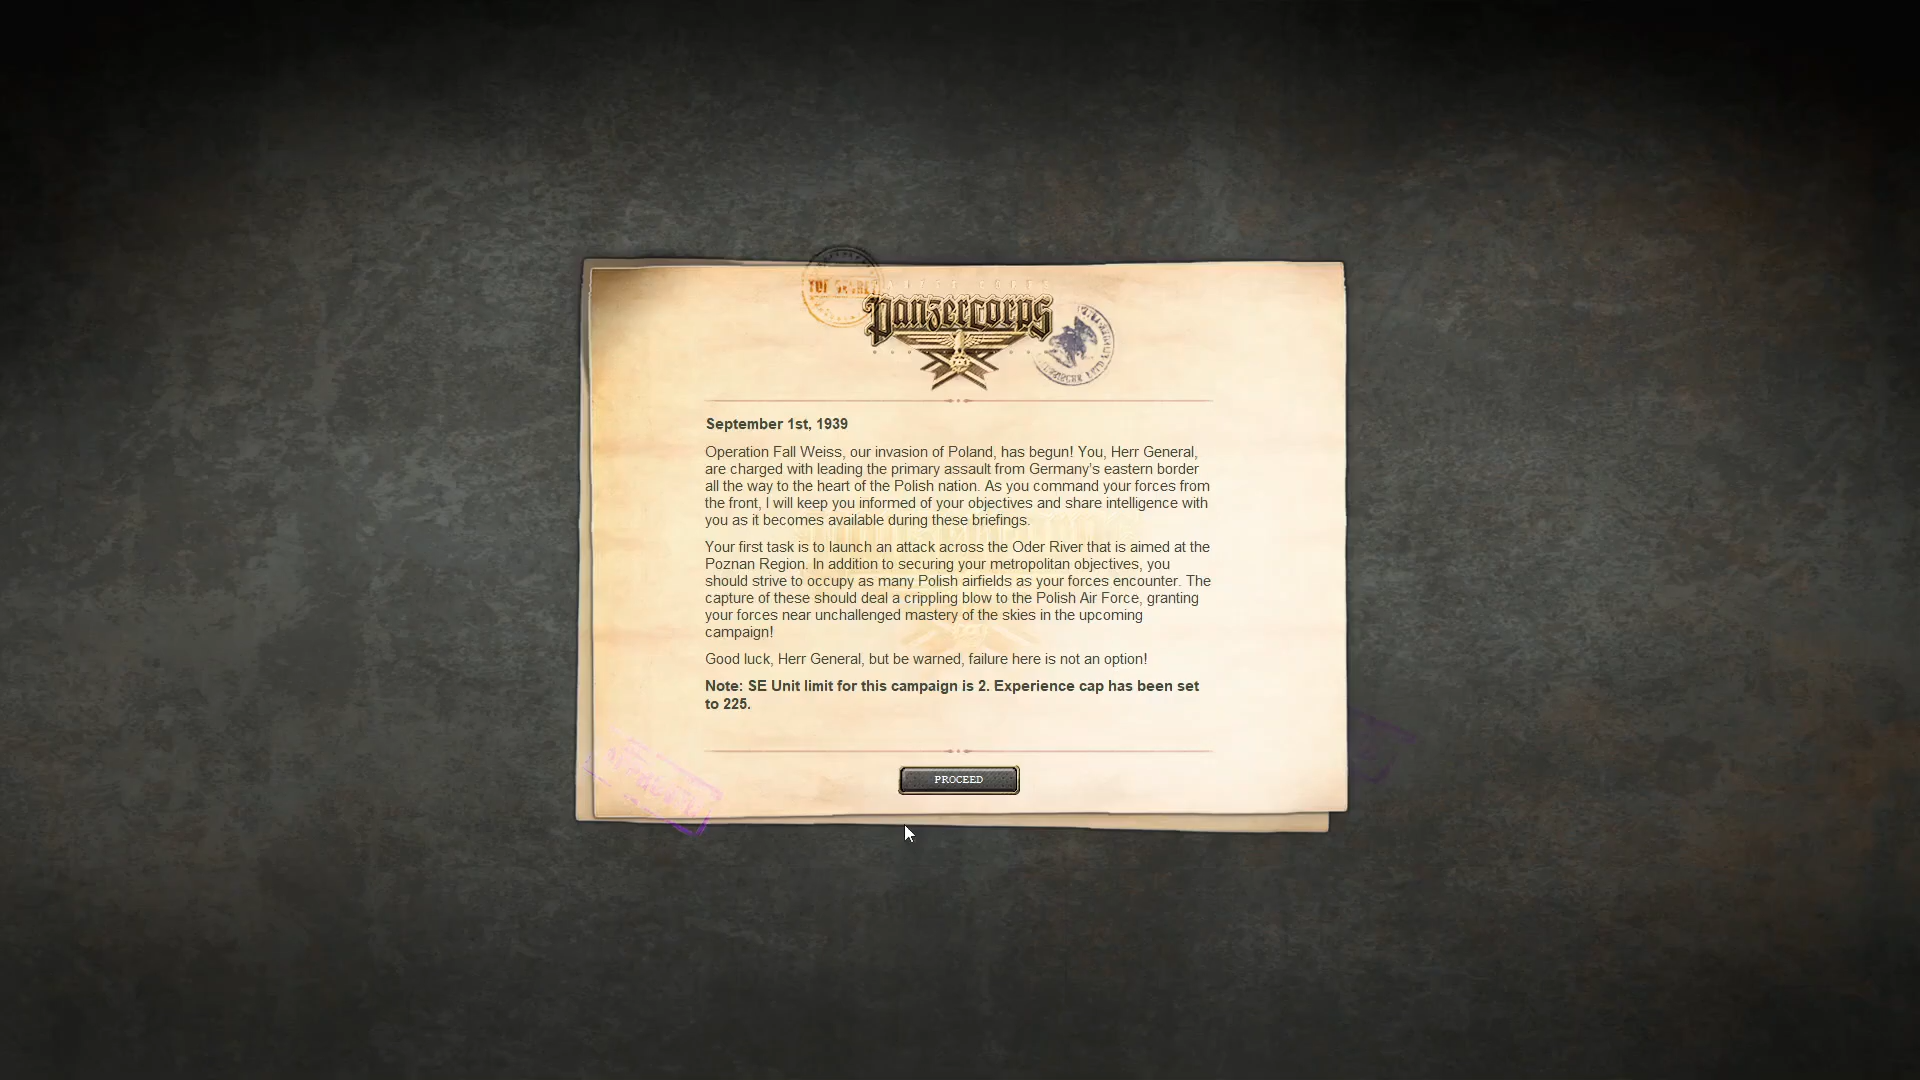 TOP SECRET
Panzercorps
September 1st, 1939
Operation Fall Weiss, our invasion of Poland, has begun! You, Herr General,
are charged with leading the primary assault from Germany's eastern border
all the way to the heart of the Polish nation. As you command your forces from
the front, I will keep you informed of your objectives and share intelligence with
you as it becomes available during these briefings.
Your first task is to launch an attack across the Oder River that is aimed at the
Poznan Region. In addition to securing your metropolitan objectives, you
should strive to occupy as many Polish airfields as your forces encounter. The
capture of these should deal a crippling blow to the Polish Air Force, granting
your forces near unchallenged mastery of the skies in the upcoming
campaign!
Good luck, Herr General, but be warned, failure here is not an option!
Note: SE Unit limit for this campaign is 2. Experience cap has been set
to 225.
PROCEED